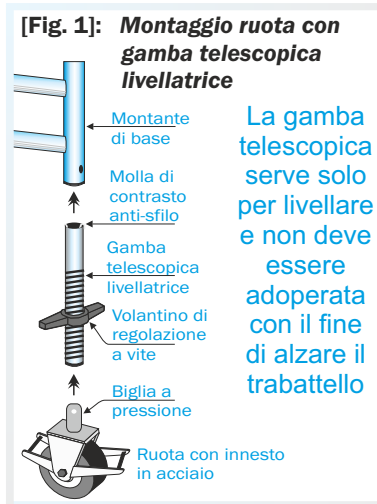 [Fig. 1]: Montaggio ruota con
gamba telescopica
livellatrice
Montante
di base
Molla di
contrasto
anti-sfilo
Gamba
telescopica
livellatrice
Volantino di
regolazione
a vite
Biglia a
pressione
Ruota con innesto
in acciaio
La gamba
telescopica
serve solo
per livellare
e non deve
essere
adoperata
con il fine
di alzare il
trabattello